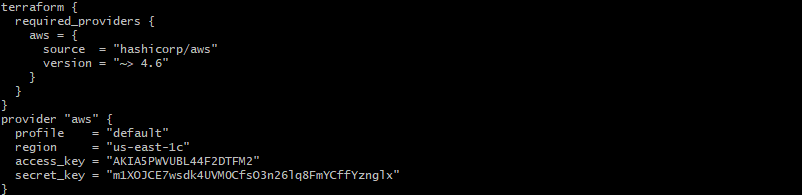 terraform {
  required_providers {
    aws = {
      source  = "hashicorp/aws"
      version = "~> 4.6"
    }
  }
}
provider "aws" {
  profile    = "default"
  region     = "us-east-1c"
  access_key = "AKIA5PWVUBL44F2DTFM2"
  secret_key = "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"
}